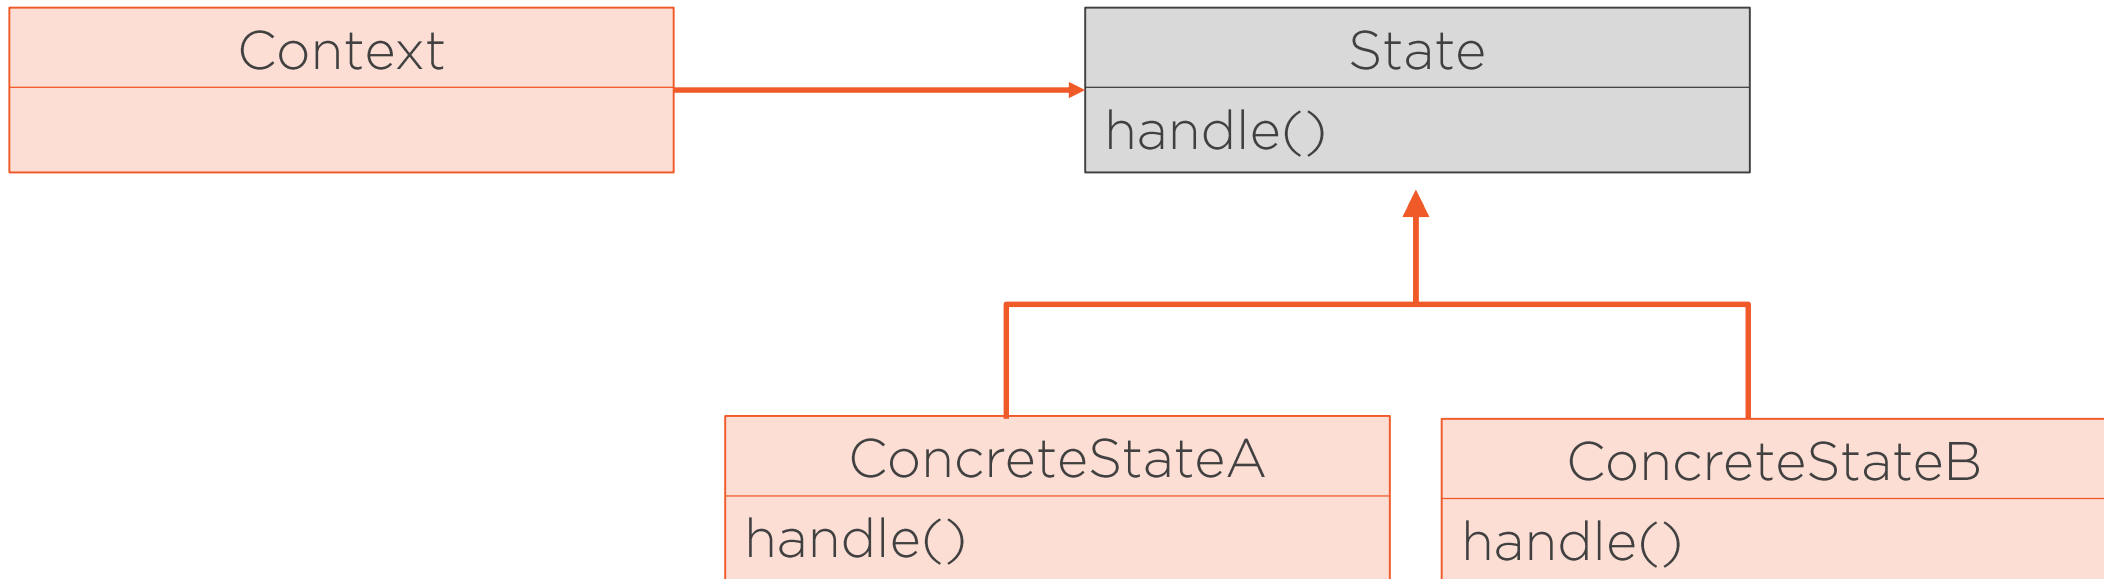 Context
State
handle()
ConcreteStateA
handle()
ConcreteStateB
handle()